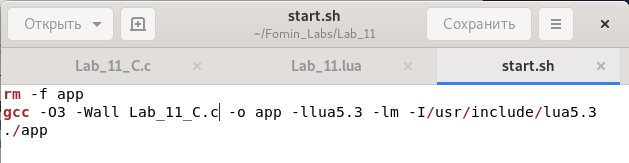 Открыть
start.sh
~/Fomin_Labs/Lab_11
Сохранить
Lab_11_C.c
Lab_11.lua
start.sh
rm -f app
gcc -O3 -Wall Lab_11_C.c -o app -llua5.3 -lm -I/usr/include/lua5.3
./app